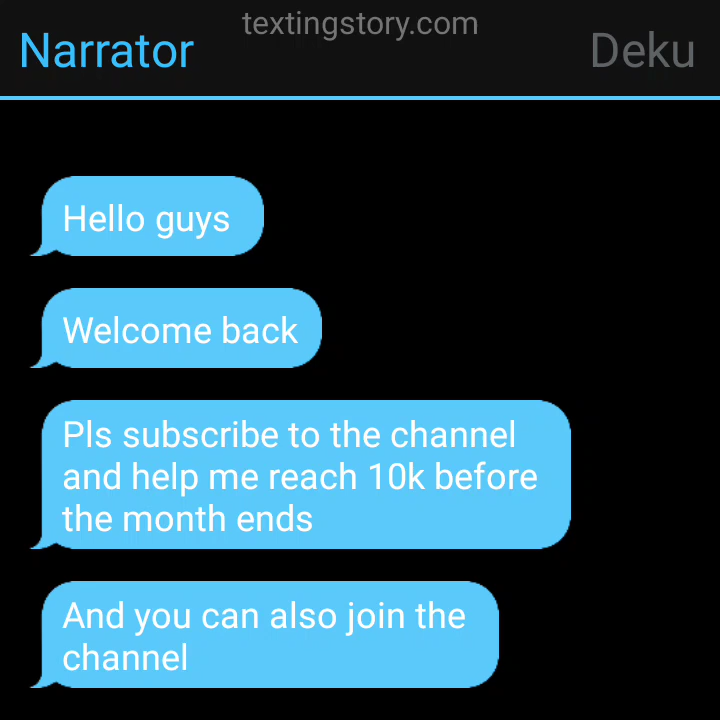 textingstory.com
Narrator
Deku
Hello guys
Welcome back
Pls subscribe to the channel
and help me reach 10k before
the month ends
And you can also join the
channel